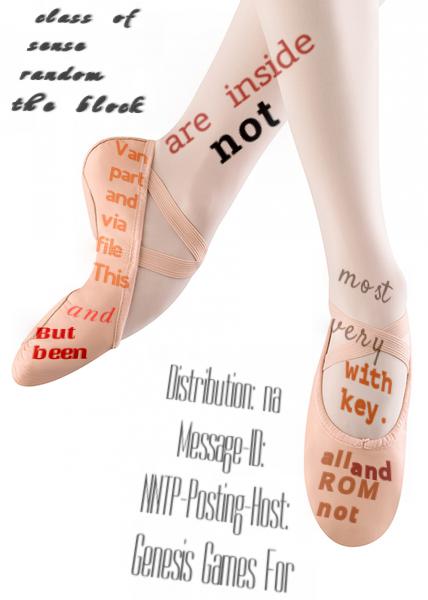 class of
sense
random
the block
are inside
not
Van
part
and
via
file
This
and
But
been
most
very
with
key.
all and
ROM
not
Distribution: na
Message-ID:
NNTP-Posting-Host:
Genesis Games For